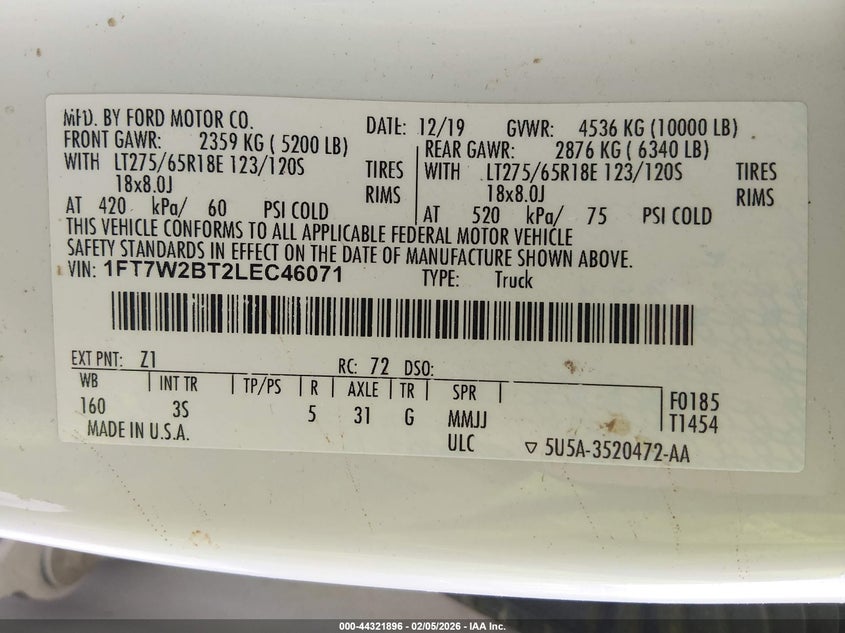 MFD. BY FORD MOTOR CO. DATE: 12/19 GVWR: 4536 KG (10000 LB)
FRONT GAWR: 2359 KG ( 5200 LB) REAR GAWR: 2876 KG ( 6340 LB)
WITH LT275/65R18E 123/120S TIRES WITH LT275/65R18E 123/120S TIRES
18x8.0J RIMS 18x8.0J RIMS
AT 420 kPa/ 60 PSI COLD AT 520 kPa/ 75 PSI COLD
THIS VEHICLE CONFORMS TO ALL APPLICABLE FEDERAL MOTOR VEHICLE
SAFETY STANDARDS IN EFFECT ON THE DATE OF MANUFACTURE SHOWN ABOVE.
VIN: 1FT7W2BT2LEC46071 TYPE: Truck
EXT PNT: Z1 RC: 72 DSO:
WB INT TR TP/PS R AXLE TR SPR F0185
160 3S 5 31 G MMJJ T1454
MADE IN U.S.A. ULC 5U5A-3520472-AA
000-44321896 - 02/05/2026 - IAA Inc.